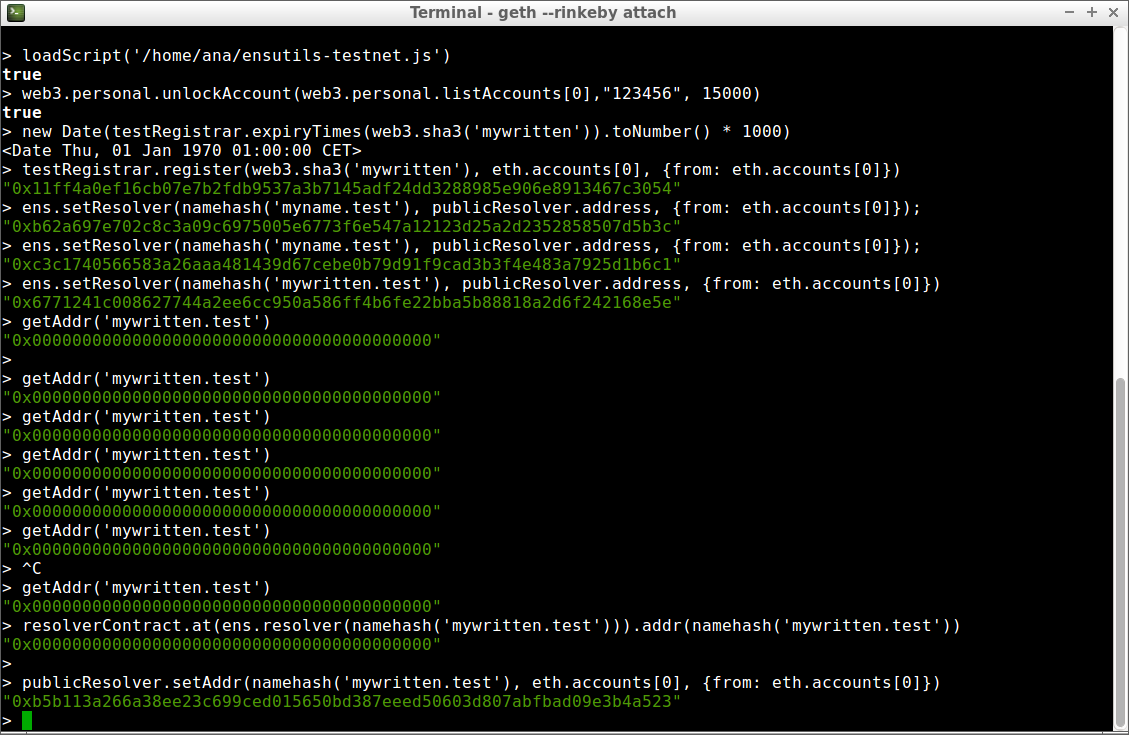 Terminal - geth --rinkeby attach
> loadScript('/home/ana/ensutils-testnet.js')
true
> web3.personal.unlockAccount(web3.personal.listAccounts[0],"123456", 15000)
true
> new Date(testRegistrar.expiryTimes(web3.sha3('mywritten')).toNumber() * 1000)
<Date Thu, 01 Jan 1970 01:00:00 CET>
> testRegistrar.register(web3.sha3('mywritten'), eth.accounts[0], {from: eth.accounts[0]})
"0x11ff4a0ef16cb07e7b2fdb9537a3b7145adf24dd3288985e906e8913467c3054"
> ens.setResolver(namehash('myname.test'), publicResolver.address, {from: eth.accounts[0]});
"0xb62a697e702c8c3a09c6975005e6773f6e547a12123d25a2d2352858507d5b3c"
> ens.setResolver(namehash('myname.test'), publicResolver.address, {from: eth.accounts[0]});
"0xc3c1740566583a26aaa481439d67cebe0b79d91f9cad3b3f4e483a7925d1b6c1"
> ens.setResolver(namehash('mywritten.test'), publicResolver.address, {from: eth.accounts[0]})
"0x6771241c008627744a2ee6cc950a586ff4b6fe22bba5b88818a2d6f242168e5e"
> getAddr('mywritten.test')
"0x0000000000000000000000000000000000000000"
>
> getAddr('mywritten.test')
"0x0000000000000000000000000000000000000000"
> getAddr('mywritten.test')
"0x0000000000000000000000000000000000000000"
> getAddr('mywritten.test')
"0x0000000000000000000000000000000000000000"
> getAddr('mywritten.test')
"0x0000000000000000000000000000000000000000"
> getAddr('mywritten.test')
"0x0000000000000000000000000000000000000000"
> ^C
> getAddr('mywritten.test')
"0x0000000000000000000000000000000000000000"
> resolverContract.at(ens.resolver(namehash('mywritten.test'))).addr(namehash('mywritten.test'))
"0x0000000000000000000000000000000000000000"
>
> publicResolver.setAddr(namehash('mywritten.test'), eth.accounts[0], {from: eth.accounts[0]})
"0xb5b113a266a38ee23c699ced015650bd387eeed50603d807abfbad09e3b4a523"
>